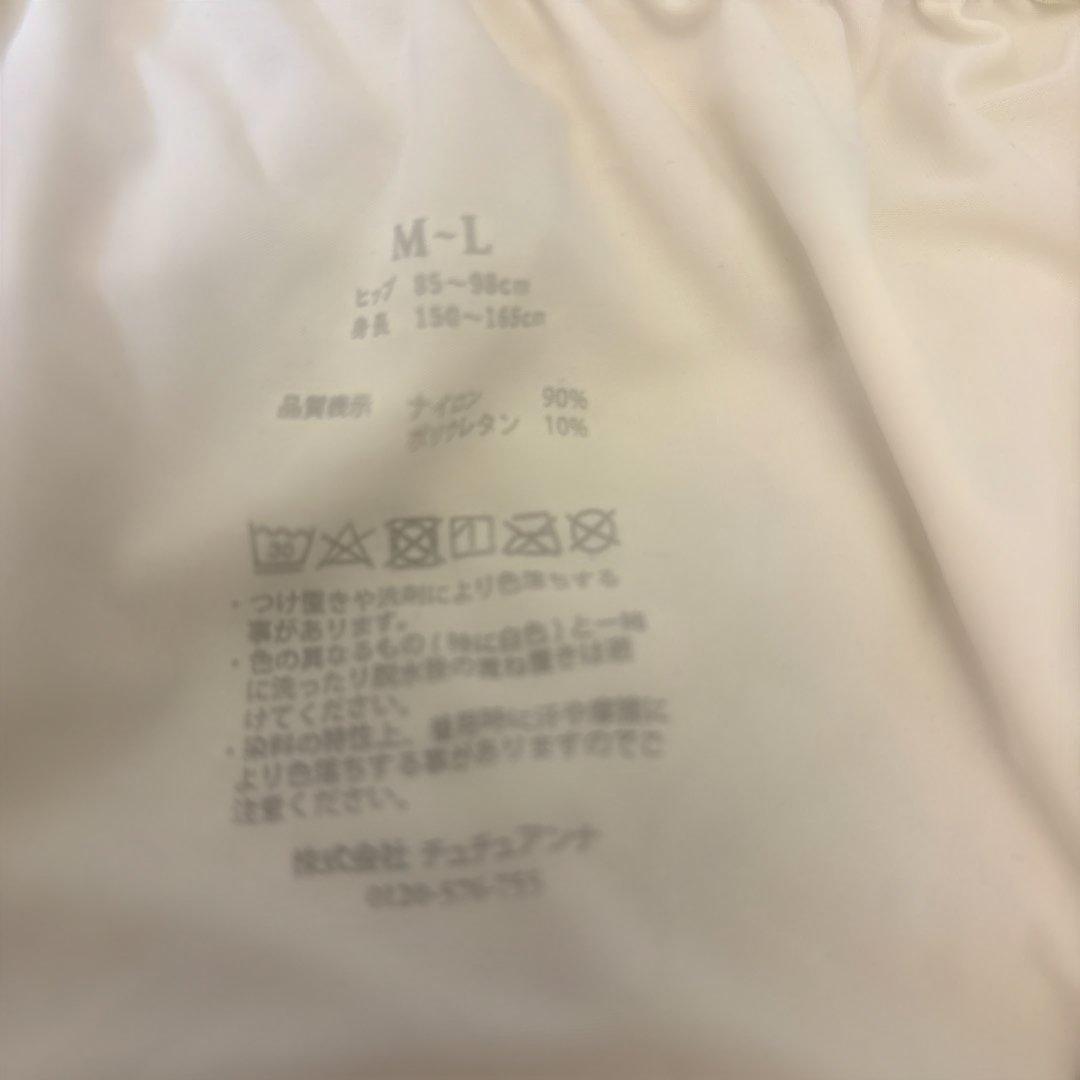 M~L
ヒップ 85~98cm
身長 150~165cm
品質表示 ナイロン 90%
ポリウレタン 10%
30
・つけ置きや洗剤により色落ちする
事があります。
・色の異なるもの(特に白色)と一緒
に洗ったり脱水後の重ね置きは避
けてください。
・染料の特性上、着用時に汗や摩擦に
より色落ちする事がありますのでご
注意ください。
株式会社 チュチュアンナ
0120-576-755